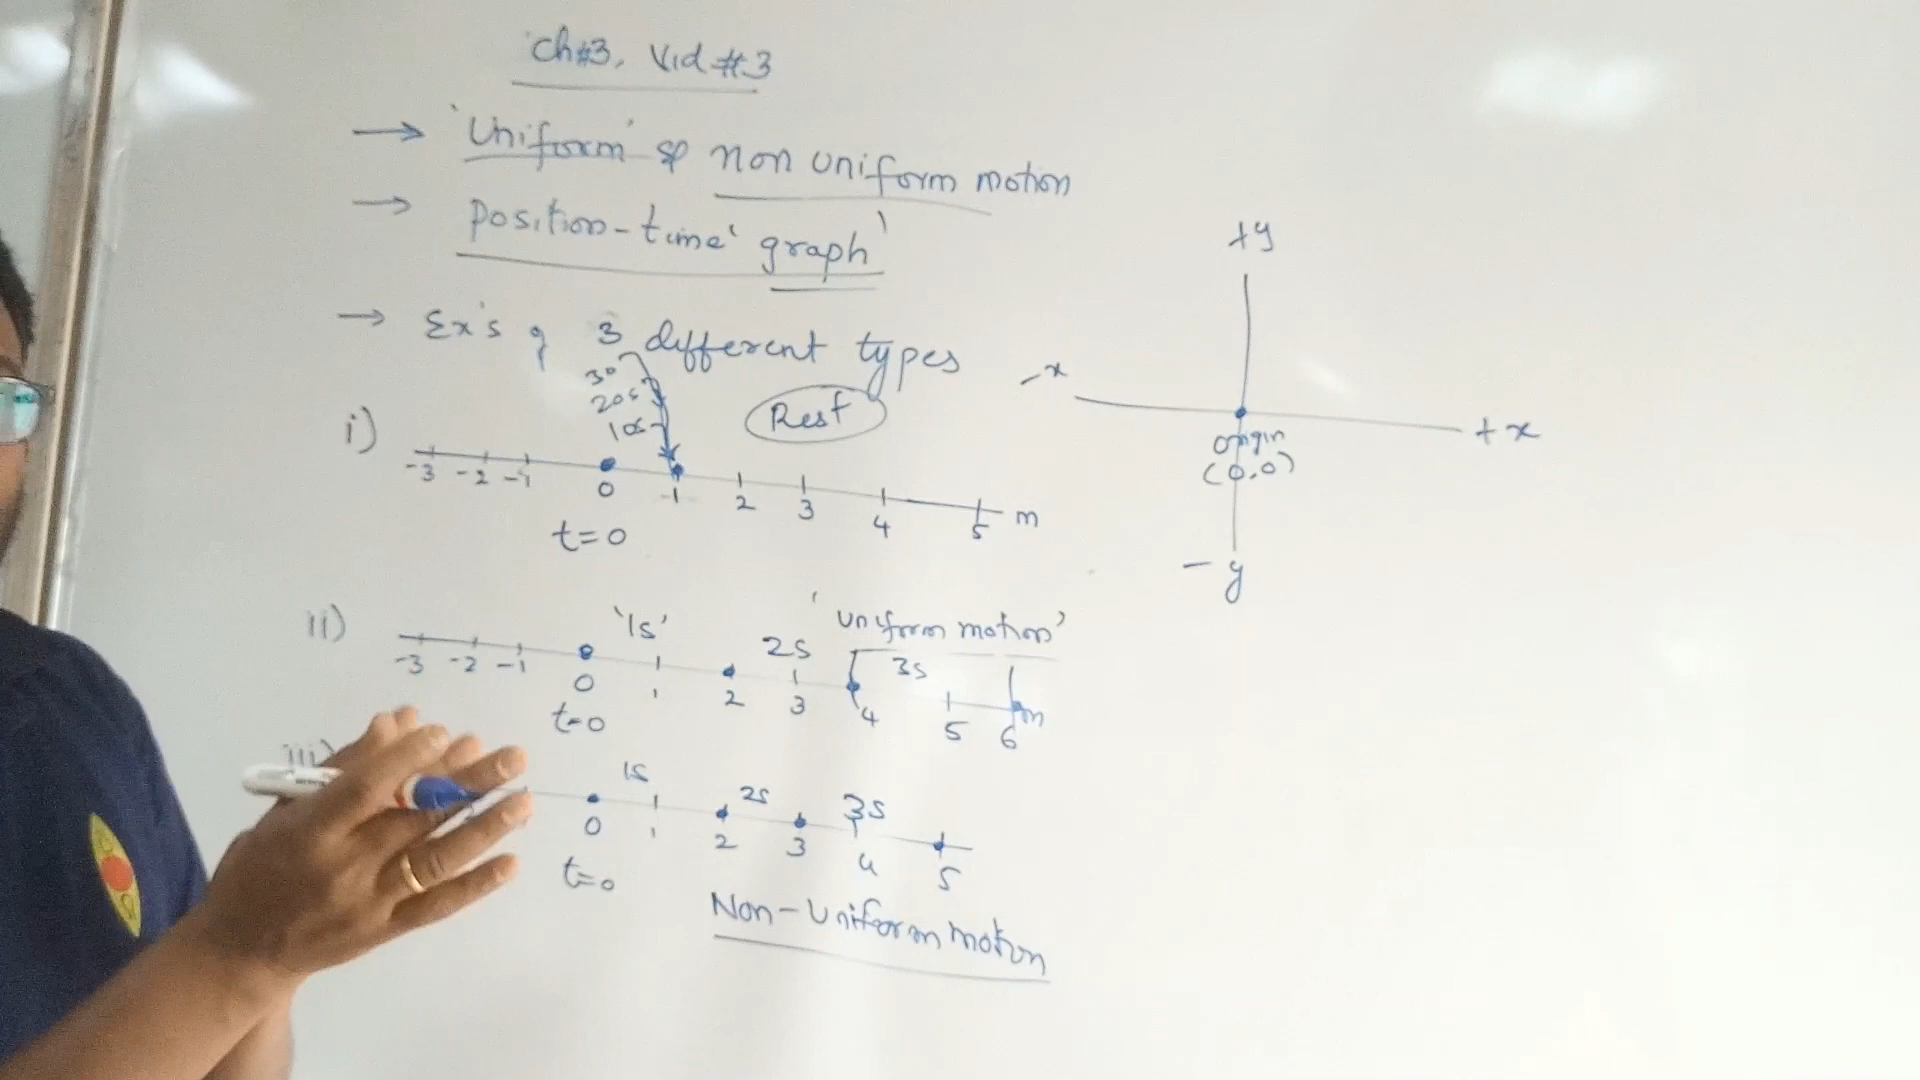 Ch#3, Vid #3
→ 'Uniform' & non uniform motion
→ Position-time 'graph'
→ Ex's of 3 different types
30
20s
10s
Rest
i)
-3 -2 -1 0 1 2 3 4 5 m
t=0
+y
-x
+x
origin
(0,0)
-y
ii)
'1s' 2s 3s
'uniform motion'
-3 -2 -1 0 1 2 3 4 5 6 m
t=0
iii)
1s 2s 3s
0 1 2 3 4 5
t=0
Non-Uniform motion